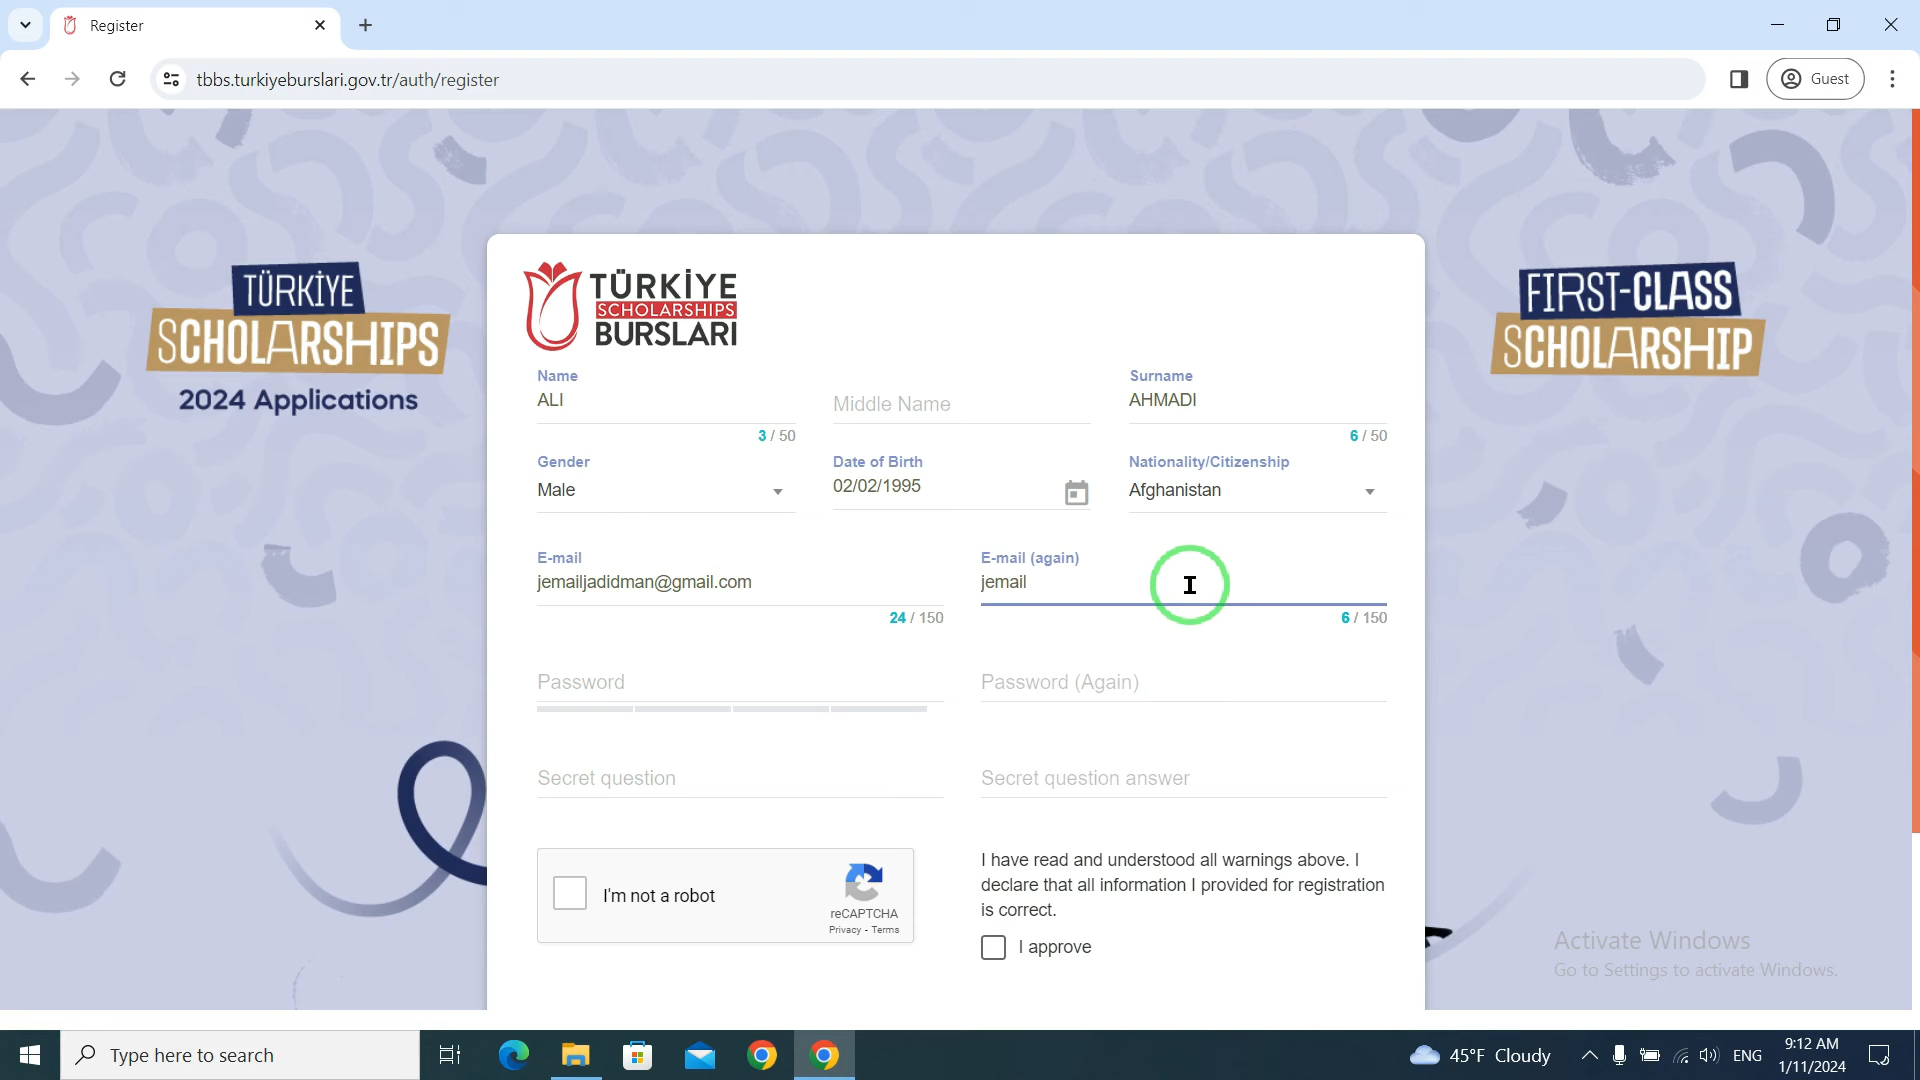 Register
tbbs.turkiyeburslari.gov.tr/auth/register
Guest
TÜRKİYE
SCHOLARSHIPS
2024 Applications
TÜRKİYE
SCHOLARSHIPS
BURSLARI
FIRST-CLASS
SCHOLARSHIP
Name
ALI
3 / 50
Middle Name
Surname
AHMADI
6 / 50
Gender
Male
Date of Birth
02/02/1995
Nationality/Citizenship
Afghanistan
E-mail
jemailjadidman@gmail.com
24 / 150
E-mail (again)
jemail
6 / 150
Password
Password (Again)
Secret question
Secret question answer
I'm not a robot
reCAPTCHA
Privacy - Terms
I have read and understood all warnings above. I
declare that all information I provided for registration
is correct.
I approve
Activate Windows
Go to Settings to activate Windows.
Type here to search
45°F Cloudy
ENG
9:12 AM
1/11/2024